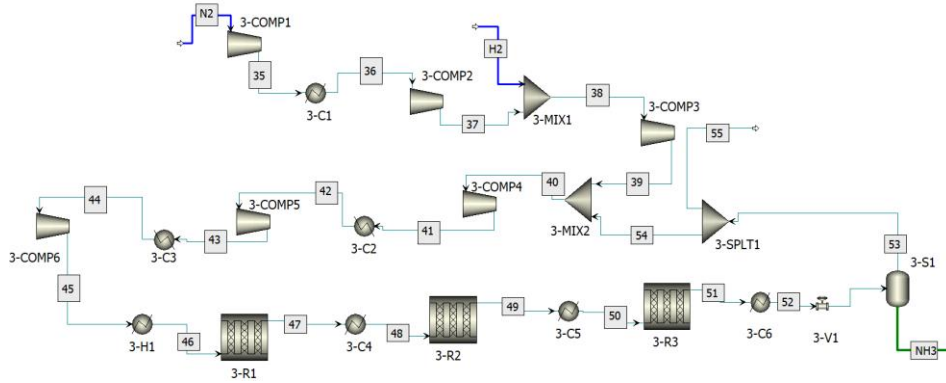 N2
3-COMP1
35
3-C1
36
3-COMP2
37
H2
3-MIX1
38
3-COMP3
55
39
3-MIX2
40
3-COMP4
41
3-C2
42
3-COMP5
43
3-C3
44
3-COMP6
54
3-SPLT1
53
3-S1
45
3-H1
46
3-R1
47
3-C4
48
3-R2
49
3-C5
50
3-R3
51
3-C6
52
3-V1
NH3